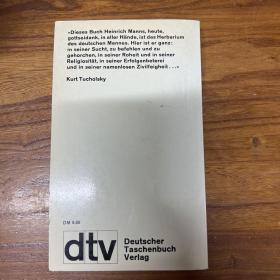 »Dieses Buch Heinrich Manns, heute,
gottseidank, in aller Hände, ist das Herbarium
des deutschen Mannes. Hier ist er ganz:
in seiner Sucht, zu befehlen und zu
gehorchen, in seiner Roheit und in seiner
Religiosität, in seiner Erfolganbeterei
und in seiner namenlosen Zivilfeigheit ...«
Kurt Tucholsky
DM
dtv
Deutscher
Taschenbuch
Verlag